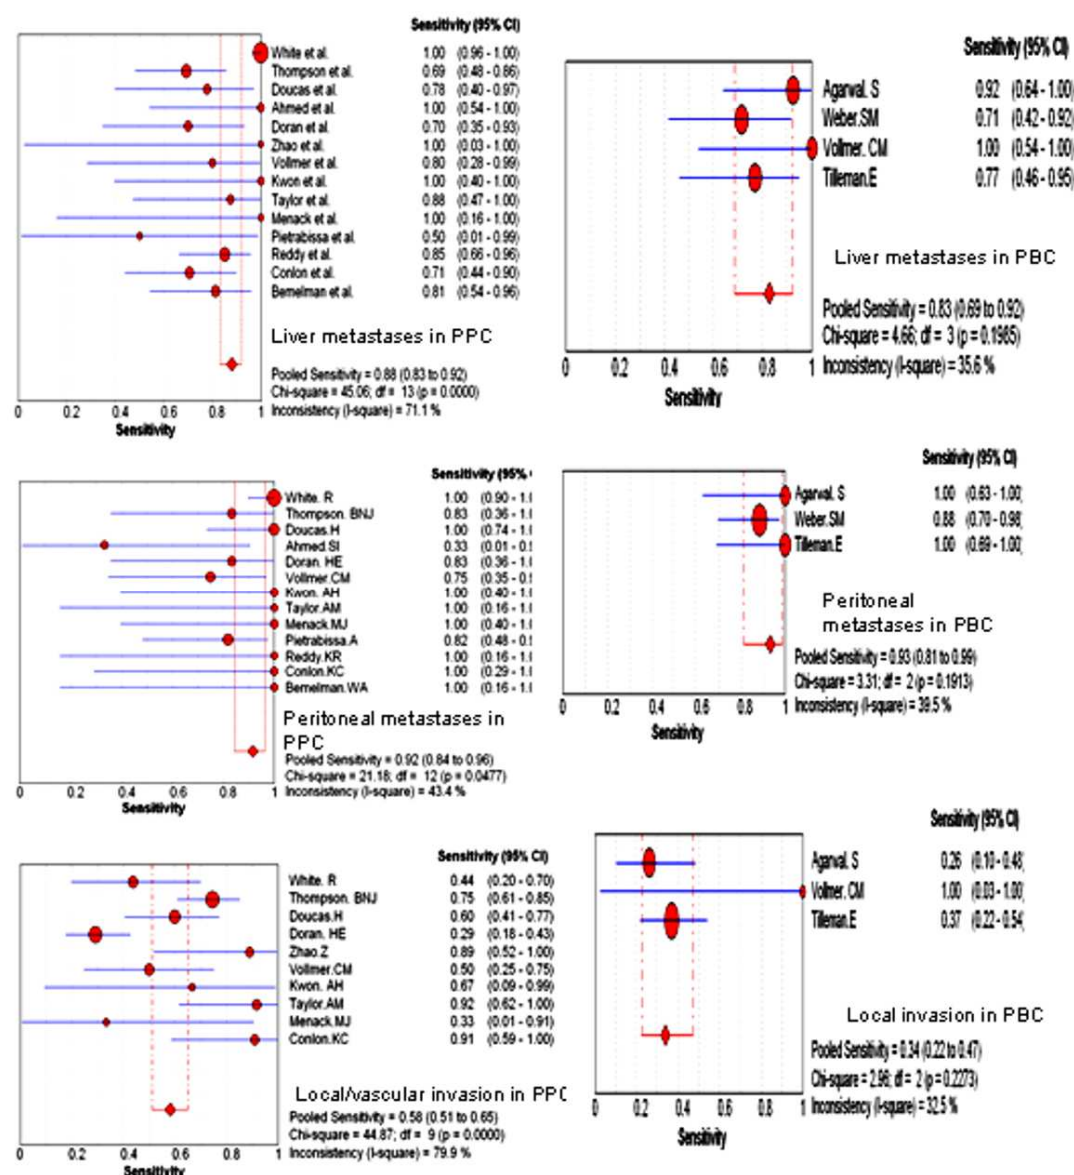 Sensitivity (95% CI)
White et al. 1.00 (0.96 - 1.00)
Thompson et al. 0.69 (0.48 - 0.86)
Doucas et al. 0.78 (0.40 - 0.97)
Ahmed et al. 1.00 (0.54 - 1.00)
Doran et al. 0.70 (0.35 - 0.93)
Zhao et al. 1.00 (0.03 - 1.00)
Vollmer et al. 0.80 (0.28 - 0.99)
Kwon et al. 1.00 (0.40 - 1.00)
Taylor et al. 0.88 (0.47 - 1.00)
Menack et al. 1.00 (0.16 - 1.00)
Pietrabissa et al. 0.50 (0.01 - 0.99)
Reddy et al. 0.85 (0.66 - 0.96)
Conlon et al. 0.71 (0.44 - 0.90)
Bemelman et al. 0.81 (0.54 - 0.96)
Liver metastases in PPC
Pooled Sensitivity = 0.88 (0.83 to 0.92)
Chi-square = 45.06; df = 13 (p = 0.0000)
Inconsistency (I-square) = 71.1 %
0 0.2 0.4 0.6 0.8 1
Sensitivity
Sensitivity (95% CI)
Agarval. S 0.92 (0.64 - 1.00)
Weber.SM 0.71 (0.42 - 0.92)
Vollmer. CM 1.00 (0.54 - 1.00)
Tilleman.E 0.77 (0.46 - 0.95)
Liver metastases in PBC
Pooled Sensitivity = 0.83 (0.69 to 0.92)
Chi-square = 4.66; df = 3 (p = 0.1985)
Inconsistency (I-square) = 35.6 %
0 0.2 0.4 0.6 0.8 1
Sensitivity
Sensitivity (95%
White. R 1.00 (0.90 -
Thompson. BNJ 0.83 (0.36 -
Doucas.H 1.00 (0.74 -
Ahmed.SI 0.33 (0.01 -
Doran. HE 0.83 (0.36 -
Vollmer.CM 0.75 (0.35 -
Kwon. AH 1.00 (0.40 -
Taylor.AM 1.00 (0.16 -
Menack.MJ 1.00 (0.40 -
Pietrabissa.A 0.82 (0.48 -
Reddy.KR 1.00 (0.16 -
Conlon.KC 1.00 (0.29 -
Bemelman.WA 1.00 (0.16 -
Peritoneal metastases in
PPC
Pooled Sensitivity = 0.92 (0.84 to 0.96)
Chi-square = 21.18; df = 12 (p = 0.0477)
Inconsistency (I-square) = 43.4 %
0 0.2 0.4 0.6 0.8 1
Sensitivity
Sensitivity (95% CI)
Agarval. S 1.00 (0.63 - 1.00)
Weber.SM 0.88 (0.70 - 0.98)
Tilleman.E 1.00 (0.69 - 1.00)
Peritoneal
metastases in PBC
Pooled Sensitivity = 0.93 (0.81 to 0.99)
Chi-square = 3.31; df = 2 (p = 0.1913)
Inconsistency (I-square) = 39.5 %
0 0.2 0.4 0.6 0.8 1
Sensitivity
Sensitivity (95% CI)
White. R 0.44 (0.20 - 0.70)
Thompson. BNJ 0.75 (0.61 - 0.85)
Doucas.H 0.60 (0.41 - 0.77)
Doran. HE 0.29 (0.18 - 0.43)
Zhao.Z 0.89 (0.52 - 1.00)
Vollmer.CM 0.50 (0.25 - 0.75)
Kwon. AH 0.67 (0.09 - 0.99)
Taylor.AM 0.92 (0.62 - 1.00)
Menack.MJ 0.33 (0.01 - 0.91)
Conlon.KC 0.91 (0.59 - 1.00)
Local/vascular invasion in PPC
Pooled Sensitivity = 0.58 (0.51 to 0.65)
Chi-square = 44.87; df = 9 (p = 0.0000)
Inconsistency (I-square) = 79.9 %
0 0.2 0.4 0.6 0.8 1
Sensitivity
Sensitivity (95% CI)
Agarval. S 0.26 (0.10 - 0.48)
Vollmer. CM 1.00 (0.03 - 1.00)
Tilleman.E 0.37 (0.22 - 0.54)
Local invasion in PBC
Pooled Sensitivity = 0.34 (0.22 to 0.47)
Chi-square = 2.96; df = 2 (p = 0.2273)
Inconsistency (I-square) = 32.5 %
0 0.2 0.4 0.6 0.8 1
Sensitivity